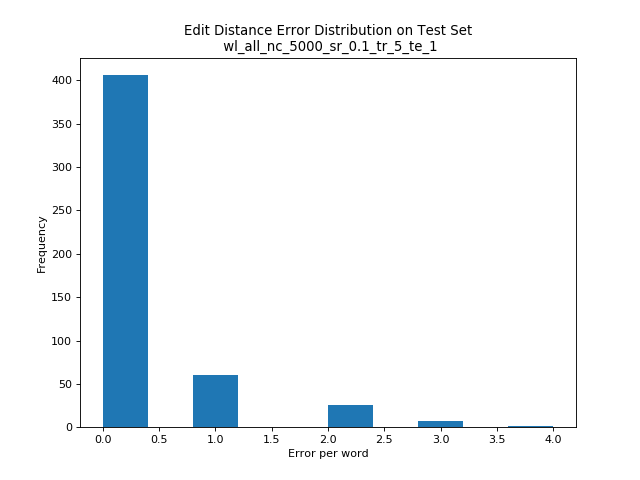 Edit Distance Error Distribution on Test Set
wl_all_nc_5000_sr_0.1_tr_5_te_1
400
350
300
250
200
150
100
50
0
Frequency
0.0 0.5 1.0 1.5 2.0 2.5 3.0 3.5 4.0
Error per word